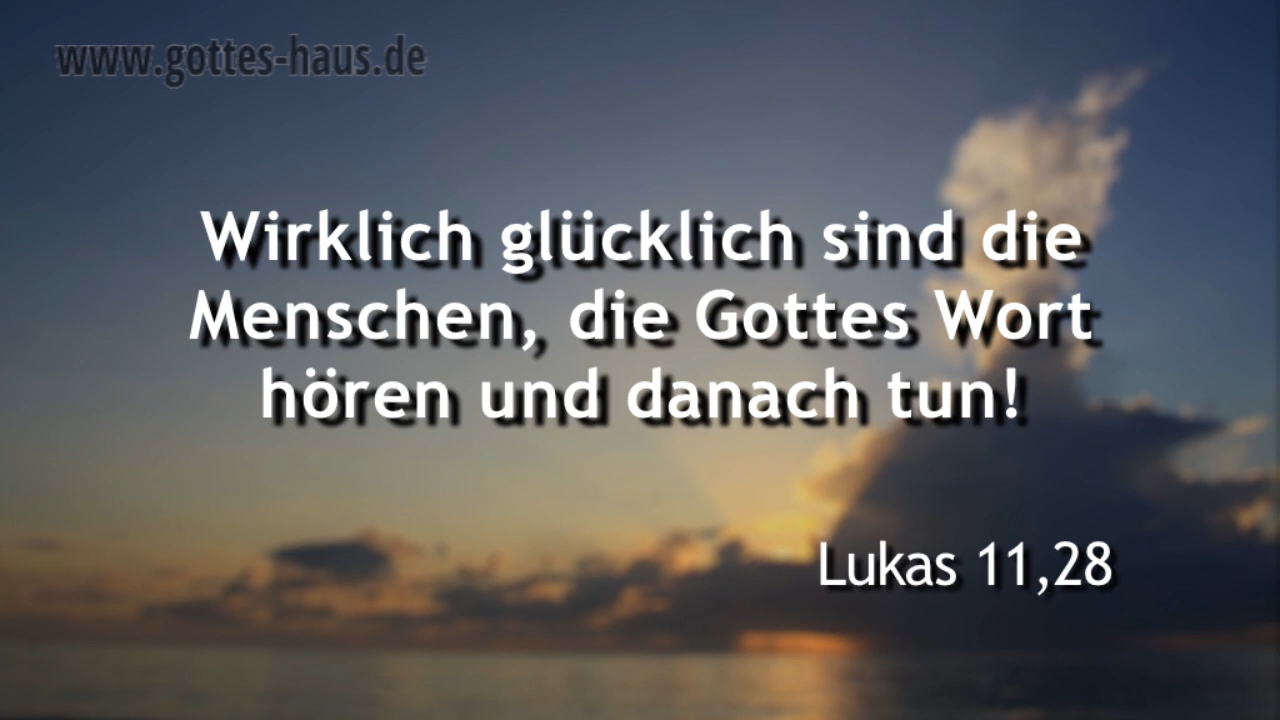 www.gottes-haus.de
Wirklich glücklich sind die
Menschen, die Gottes Wort
hören und danach tun!
Lukas 11,28